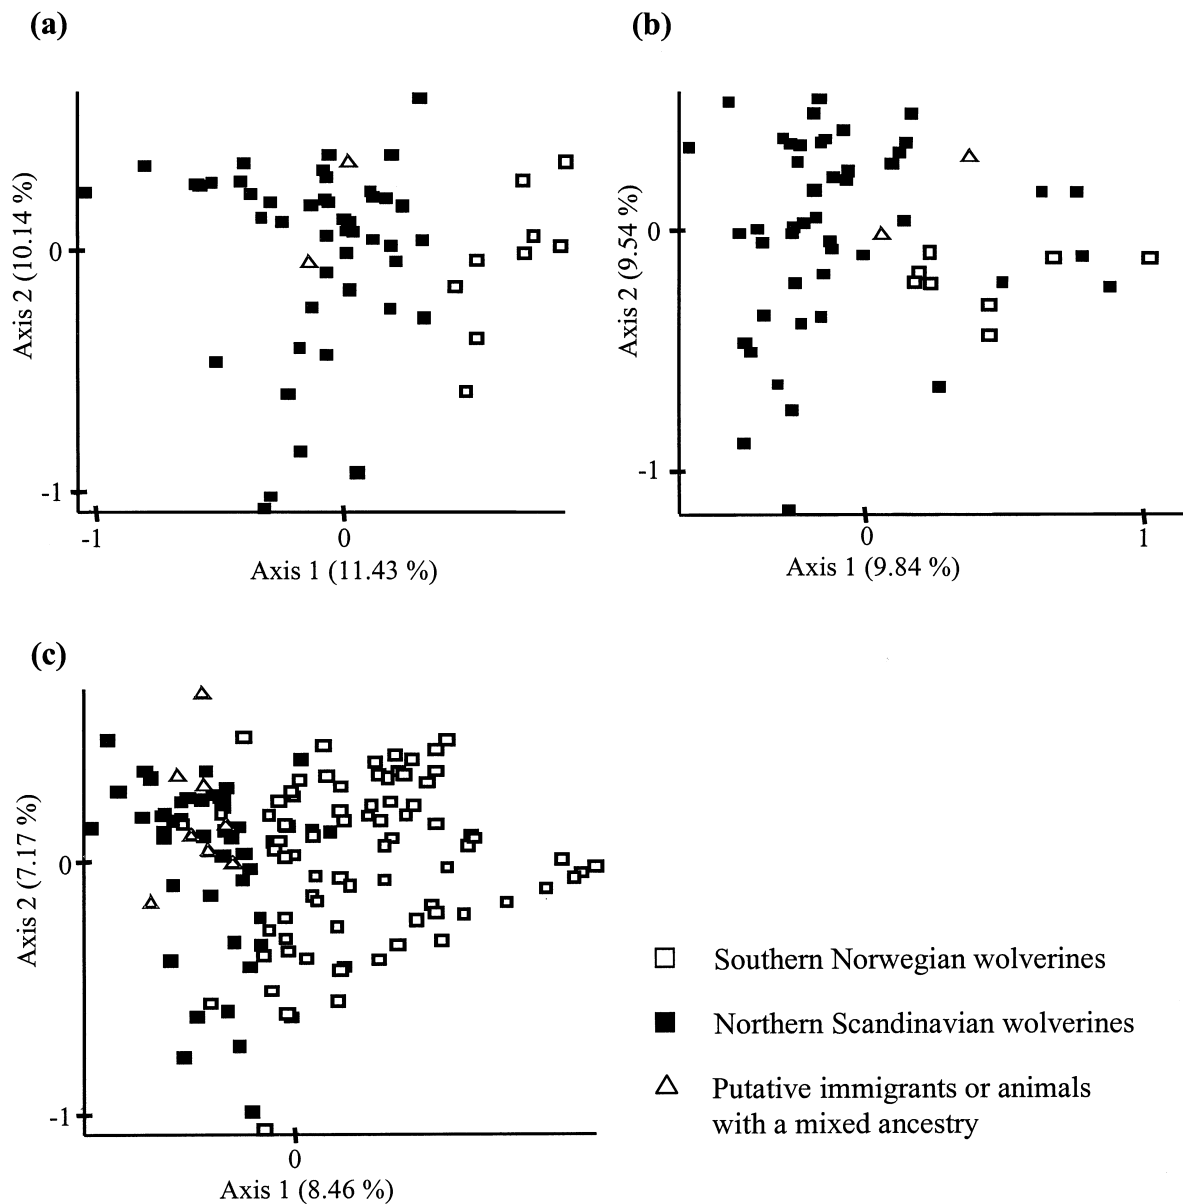 (a)
Axis 2 (10.14 %)
0
-1
-1
0
Axis 1 (11.43 %)
(b)
Axis 2 (9.54 %)
0
-1
0
1
Axis 1 (9.84 %)
(c)
Axis 2 (7.17 %)
0
-1
0
Axis 1 (8.46 %)
Southern Norwegian wolverines
Northern Scandinavian wolverines
Putative immigrants or animals
with a mixed ancestry